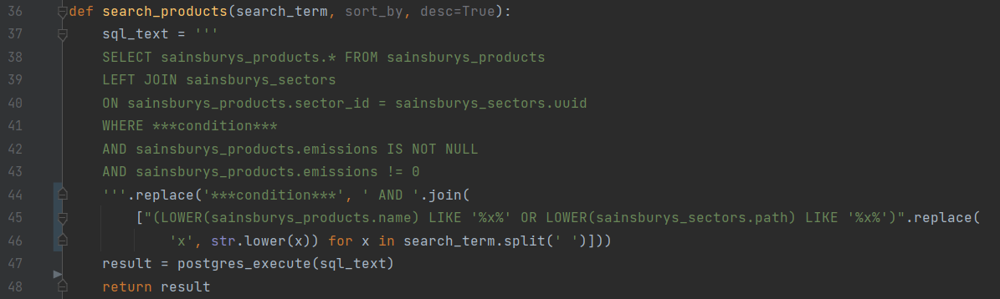 36 def search_products(search_term, sort_by, desc=True):
37     sql_text = '''
38     SELECT sainsburys_products.* FROM sainsburys_products
39     LEFT JOIN sainsburys_sectors
40     ON sainsburys_products.sector_id = sainsburys_sectors.uuid
41     WHERE ***condition***
42     AND sainsburys_products.emissions IS NOT NULL
43     AND sainsburys_products.emissions != 0
44     '''.replace('***condition***', ' AND '.join(
45         ["(LOWER(sainsburys_products.name) LIKE '%x%' OR LOWER(sainsburys_sectors.path) LIKE '%x%')".replace(
46             'x', str.lower(x)) for x in search_term.split(' ')]))
47     result = postgres_execute(sql_text)
48     return result